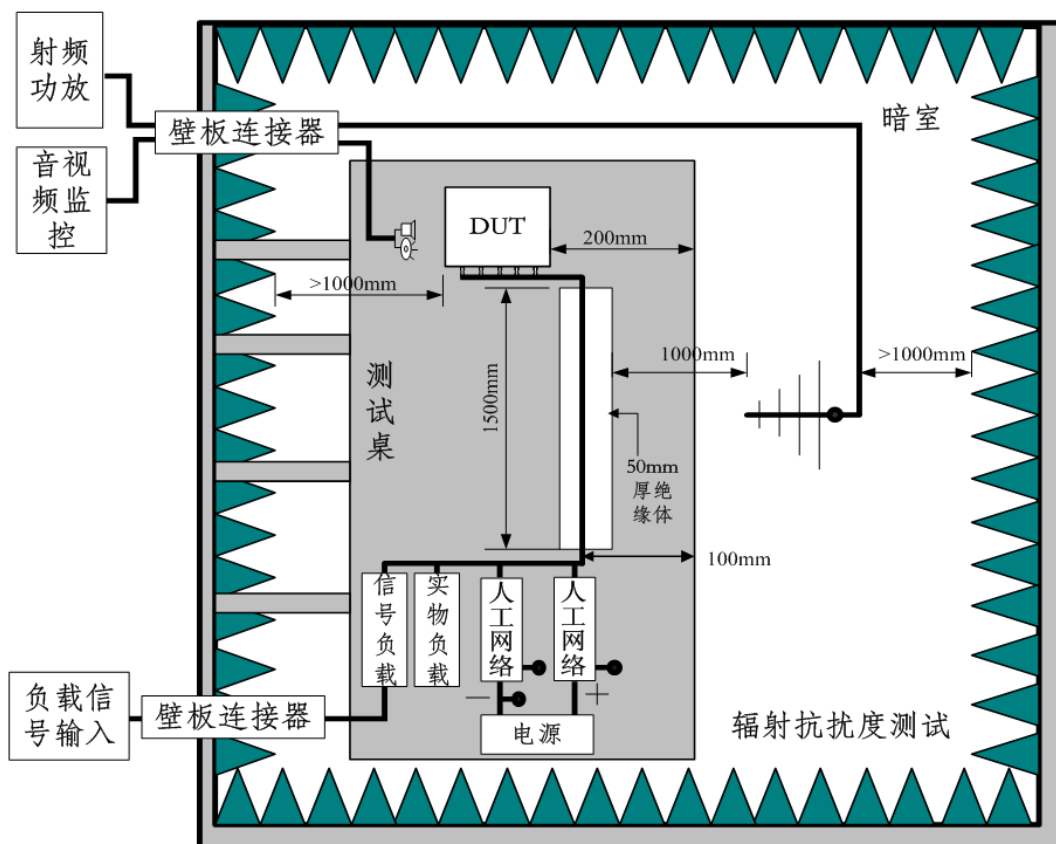 射频
功放
壁板连接器
音视
频监
控
暗室
DUT
200mm
>1000mm
1000mm
>1000mm
测
试
桌
1500mm
50mm
厚绝
缘体
100mm
信
号
负
载
实
物
负
载
人
工
网
络
人
工
网
络
负载信
号输入
壁板连接器
电源
辐射抗扰度测试
− +